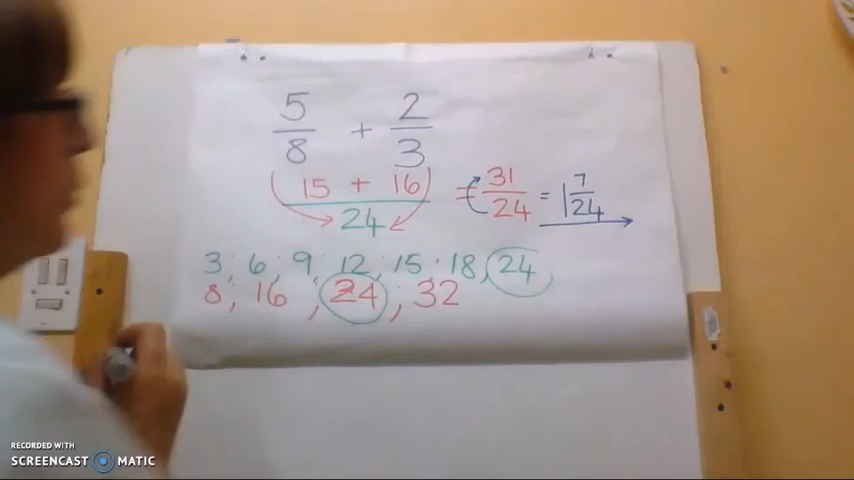 5/8 + 2/3
(15 + 16)/24 = 31/24 = 1 7/24
3; 6; 9; 12; 15; 18; 24
8; 16; 24; 32
RECORDED WITH
SCREENCAST MATIC